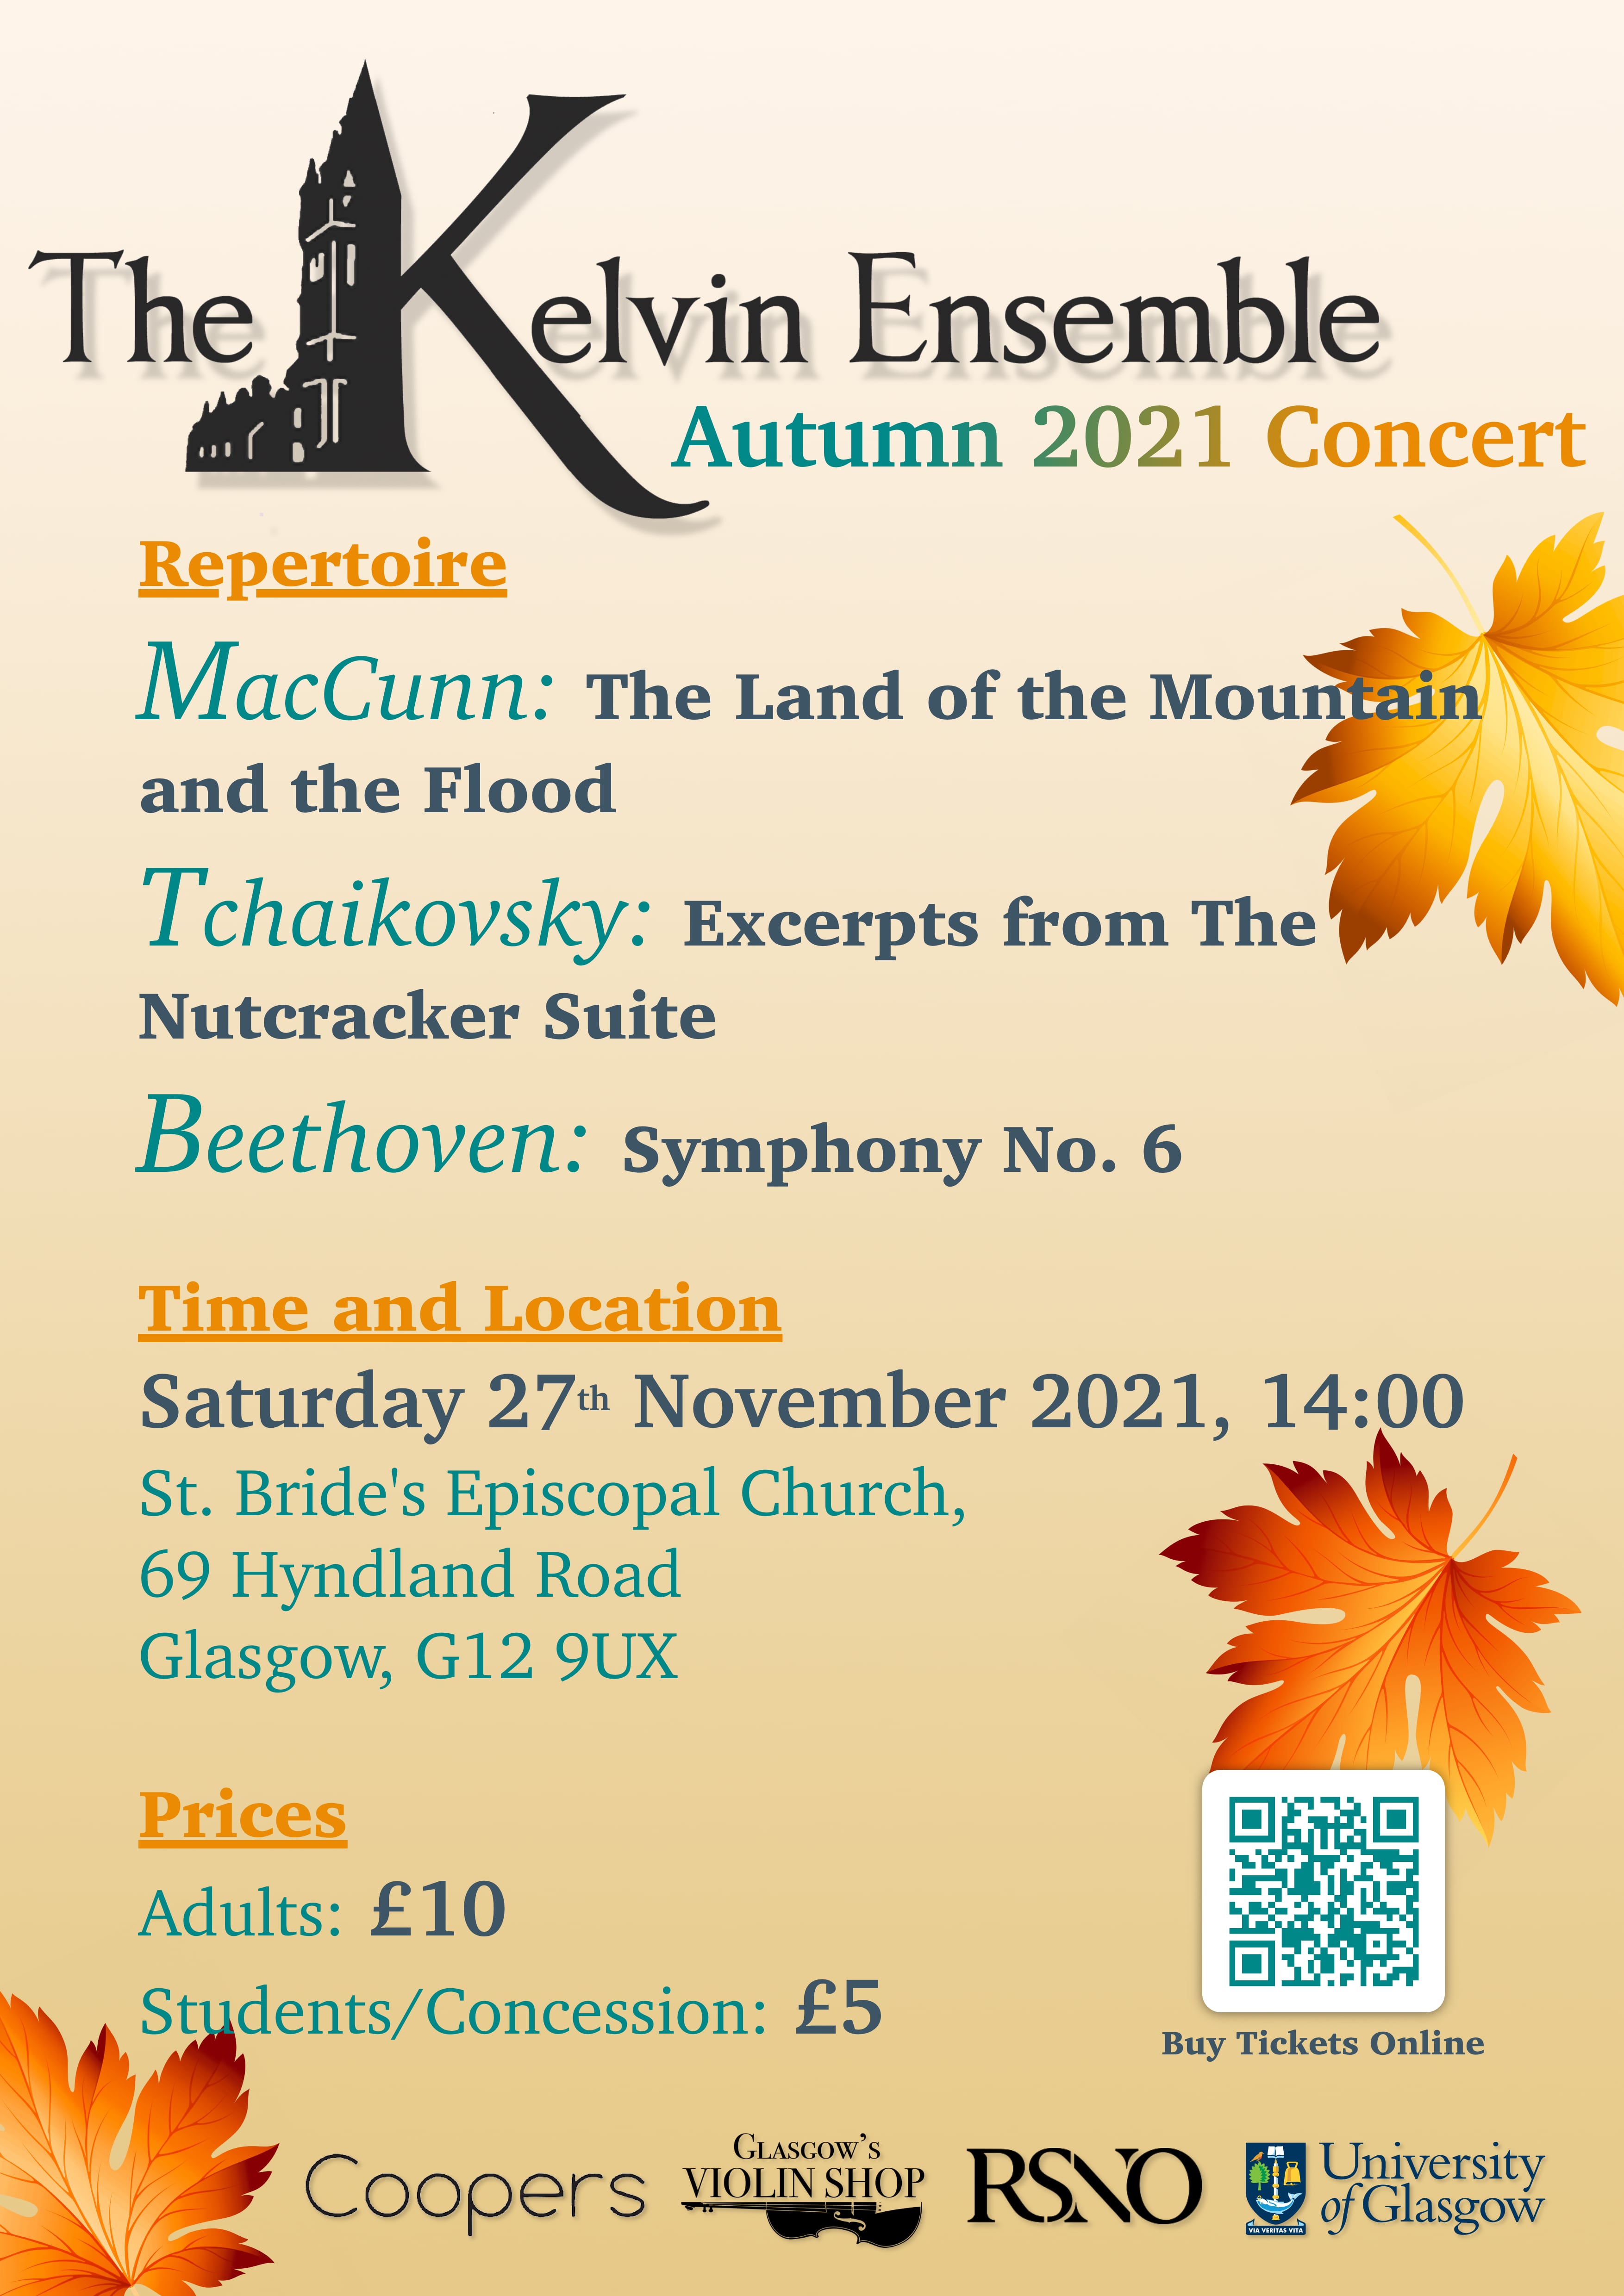 The Kelvin Ensemble
Autumn 2021 Concert
Repertoire
MacCunn: The Land of the Mountain
and the Flood
Tchaikovsky: Excerpts from The
Nutcracker Suite
Beethoven: Symphony No. 6
Time and Location
Saturday 27th November 2021, 14:00
St. Bride's Episcopal Church,
69 Hyndland Road
Glasgow, G12 9UX
Prices
Adults: £10
Students/Concession: £5
Buy Tickets Online
Coopers
GLASGOW'S
VIOLIN SHOP
RSNO
University
of Glasgow
VIA VERITAS VITA